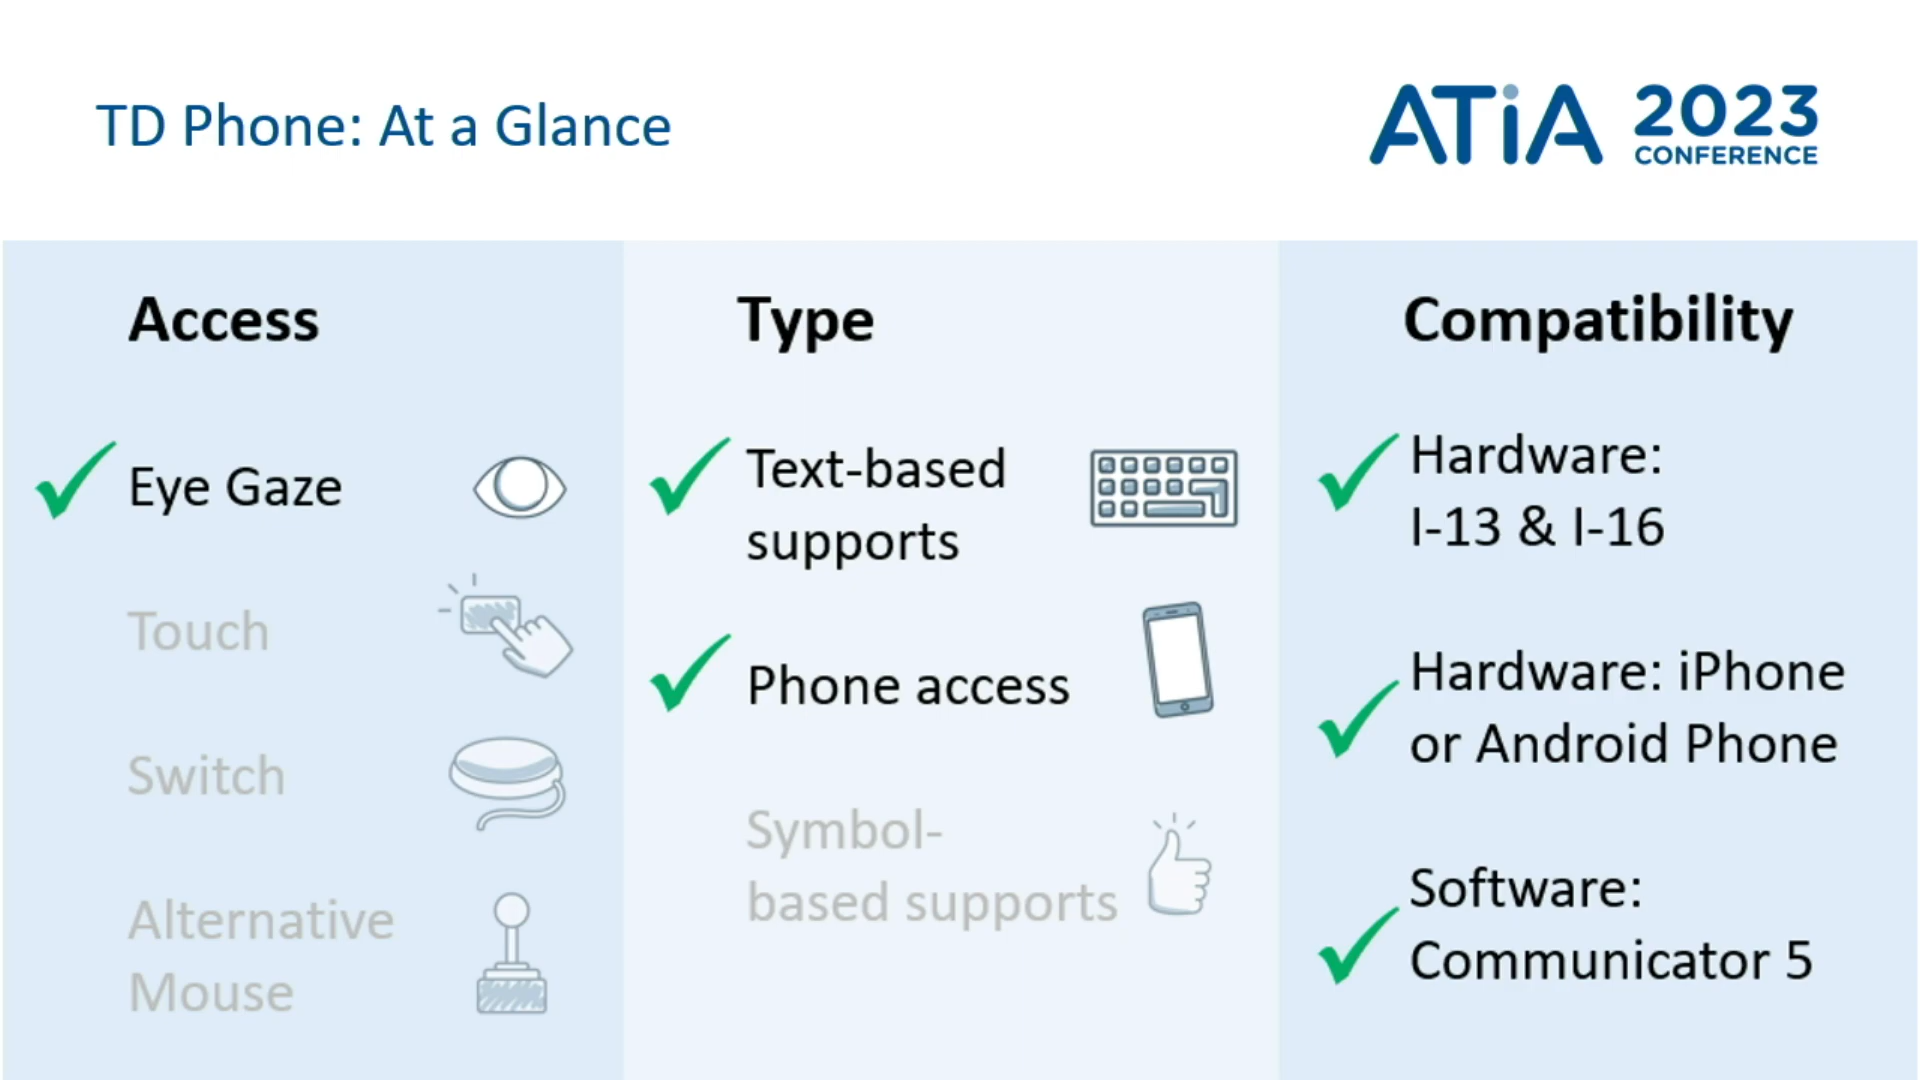 TD Phone: At a Glance
ATiA 2023
CONFERENCE
Access
Eye Gaze
Touch
Switch
Alternative
Mouse
Type
Text-based
supports
Phone access
Symbol-
based supports
Compatibility
Hardware:
I-13 & I-16
Hardware: iPhone
or Android Phone
Software:
Communicator 5